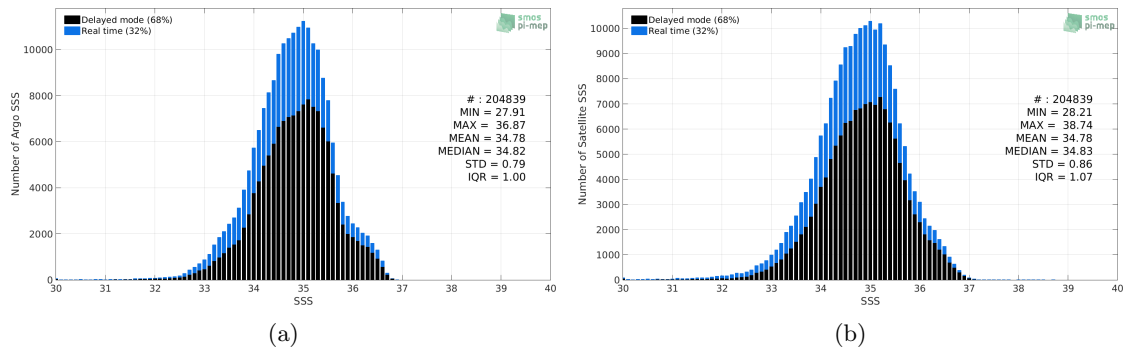 Delayed mode (68%)
Real time (32%)
smos
pi-mep
# : 204839
MIN = 27.91
MAX = 36.87
MEAN = 34.78
MEDIAN = 34.82
STD = 0.79
IQR = 1.00
Number of Argo SSS
10000
8000
6000
4000
2000
0
30 31 32 33 34 35 36 37 38 39 40
SSS
(a)
Delayed mode (68%)
Real time (32%)
smos
pi-mep
# : 204839
MIN = 28.21
MAX = 38.74
MEAN = 34.78
MEDIAN = 34.83
STD = 0.86
IQR = 1.07
Number of Satellite SSS
10000
9000
8000
7000
6000
5000
4000
3000
2000
1000
0
30 31 32 33 34 35 36 37 38 39 40
SSS
(b)